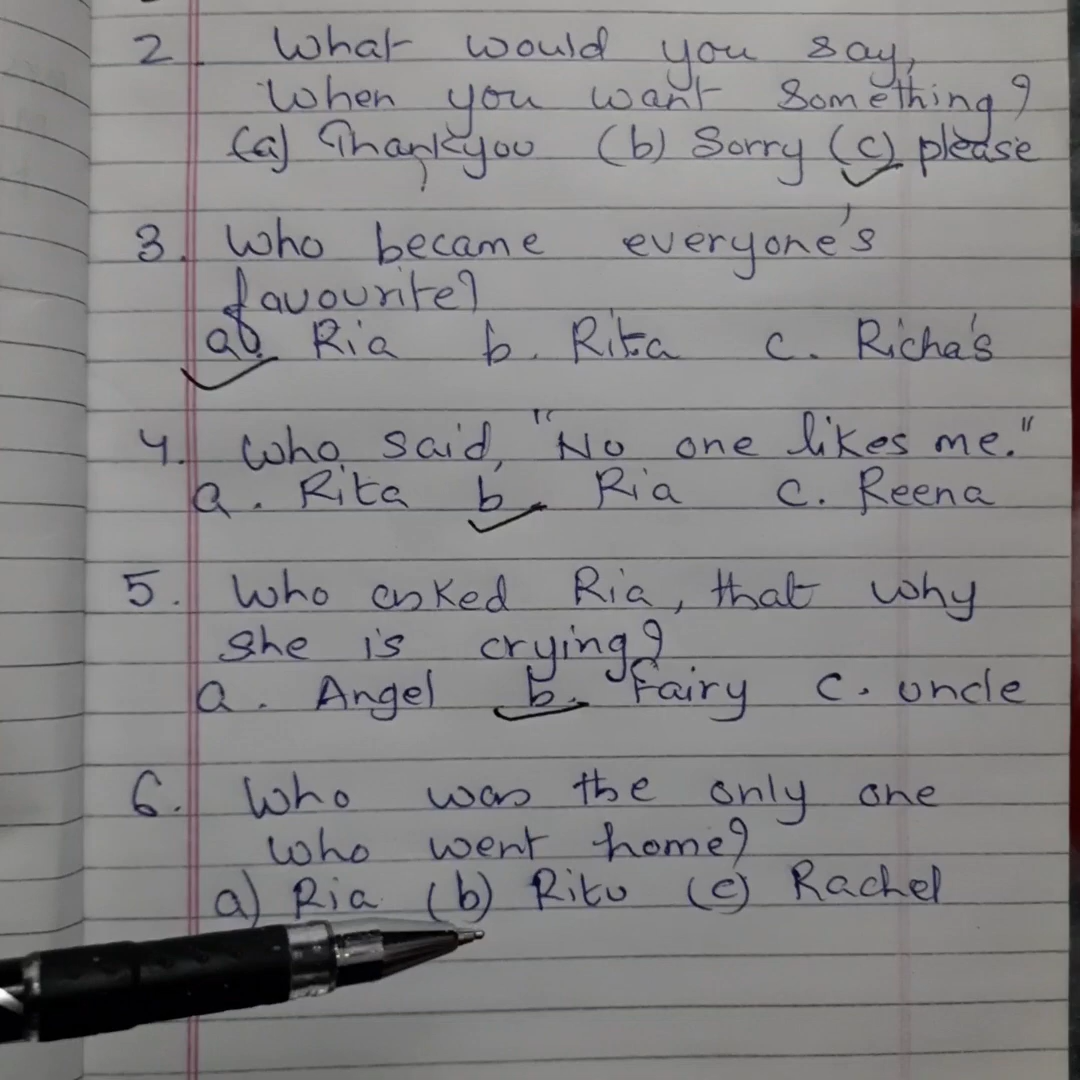 2. What would you say,
When you want Something?
(a) Thankyou (b) Sorry (c) please
3. Who became everyone's
favourite?
a. Ria b. Rita c. Richa's
4. Who said, "No one likes me."
a. Rita b. Ria c. Reena
5. Who asked Ria, that why
she is crying?
a. Angel b. Fairy c. uncle
6. Who was the only one
who went home?
a) Ria (b) Ritu (c) Rachel